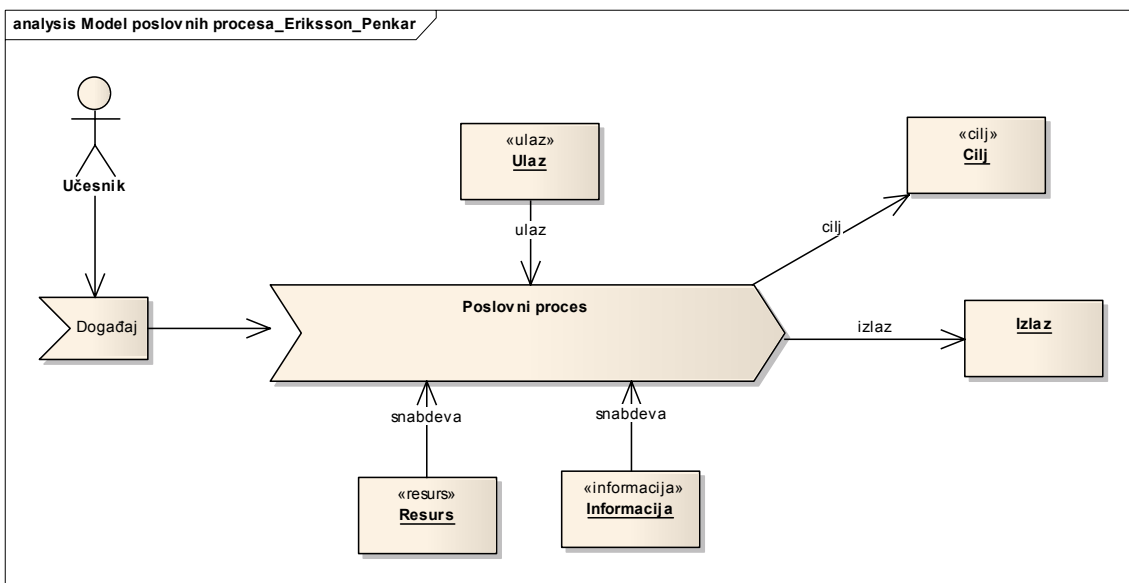 analysis Model poslovnih procesa_Eriksson_Penkar
Učesnik
«ulaz»
Ulaz
«cilj»
Cilj
ulaz
cilj
Događaj
Poslovni proces
izlaz
Izlaz
snabdeva
snabdeva
«resurs»
Resurs
«informacija»
Informacija